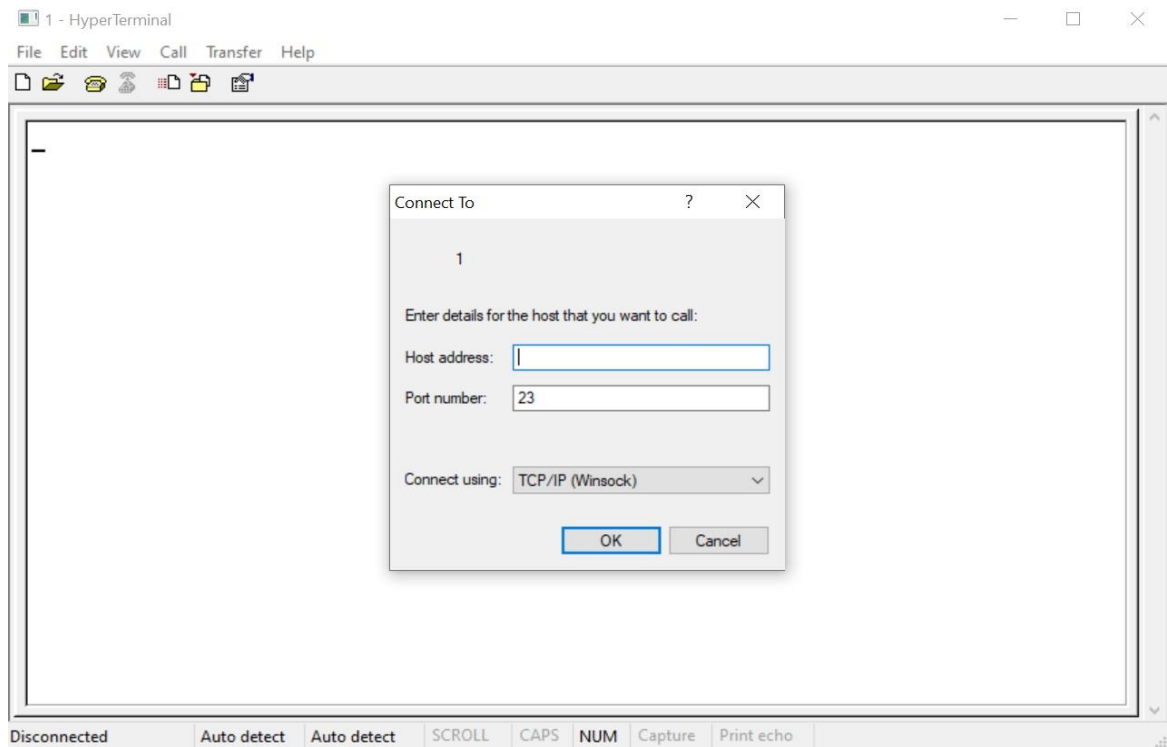 1 - HyperTerminal
File Edit View Call Transfer Help
Connect To ?
1
Enter details for the host that you want to call:
Host address:
Port number: 23
Connect using: TCP/IP (Winsock)
OK Cancel
Disconnected Auto detect Auto detect SCROLL CAPS NUM Capture Print echo